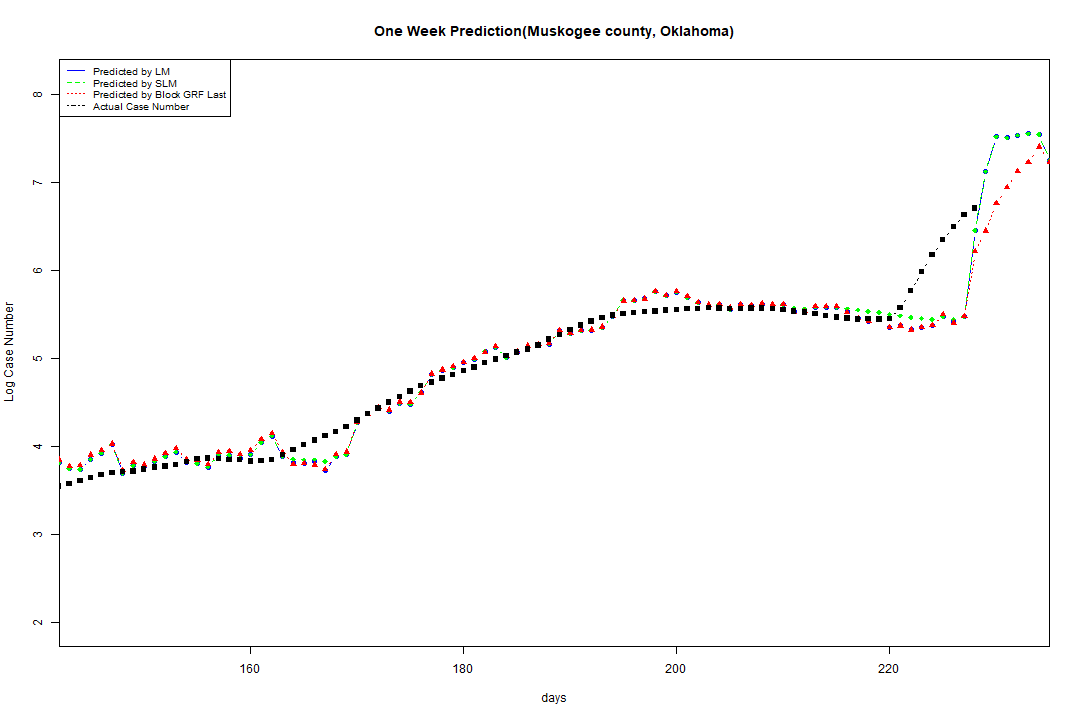 One Week Prediction(Muskogee county, Oklahoma)
Predicted by LM
Predicted by SLM
Predicted by Block GRF Last
Actual Case Number
8
7
6
5
4
3
2
Log Case Number
160 180 200 220
days